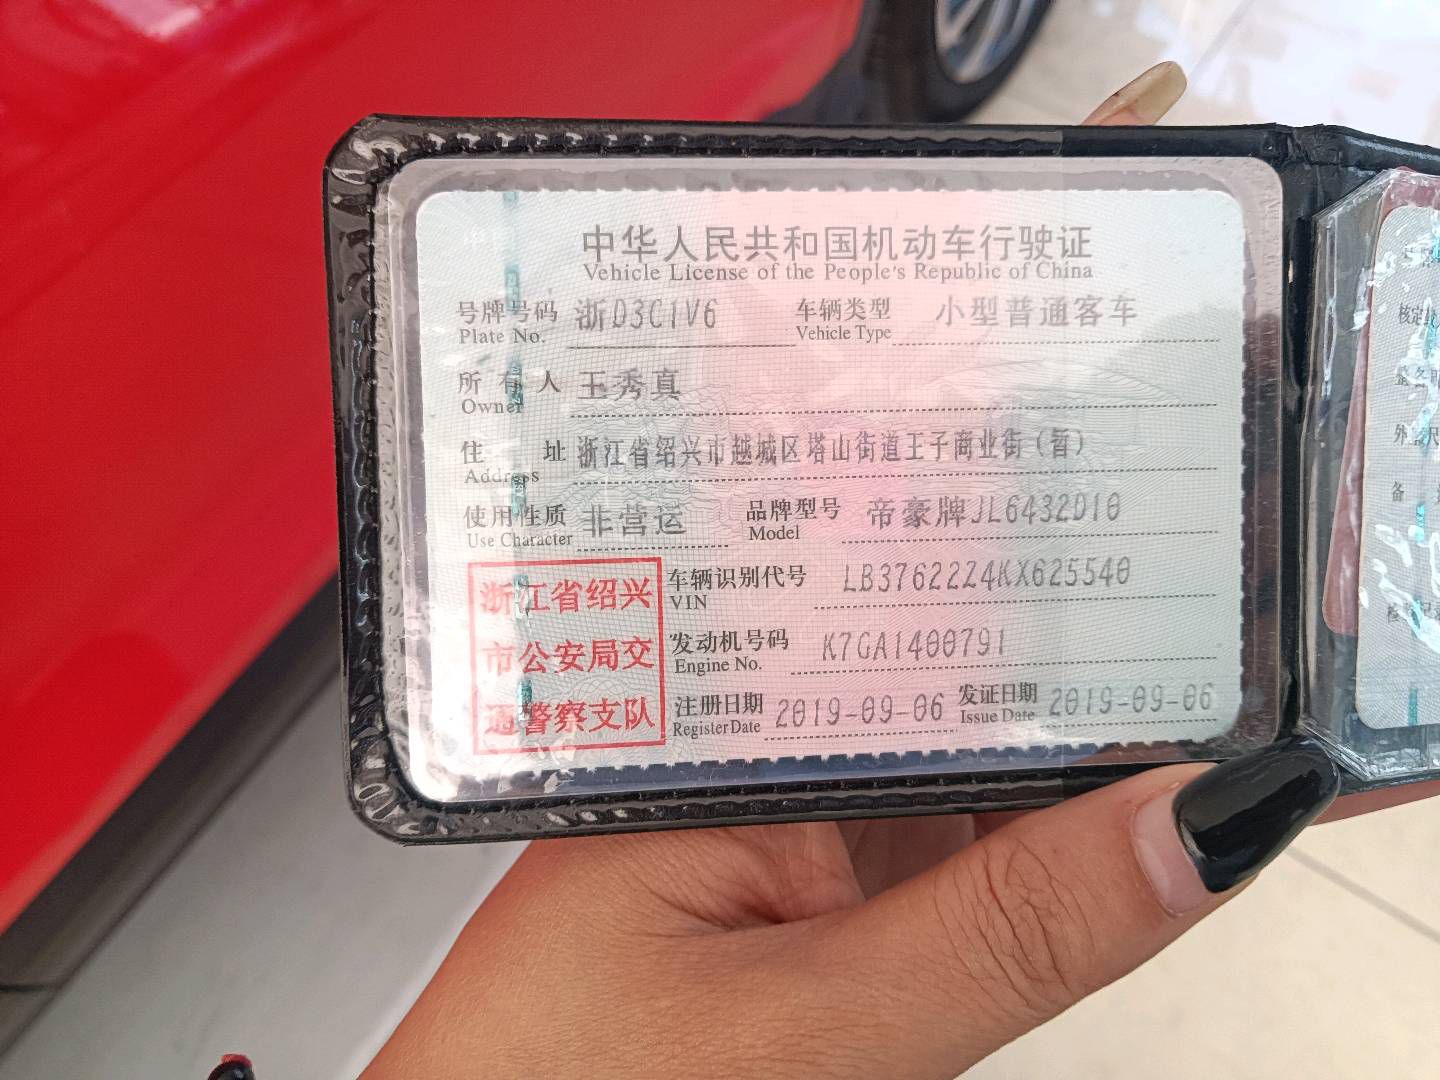 中华人民共和国机动车行驶证
Vehicle License of the People's Republic of China
号牌号码 浙D3C1V6 车辆类型 小型普通客车
Plate No. Vehicle Type
所有人 王秀真
Owner
住址 浙江省绍兴市越城区塔山街道王子商业街(暂)
Address
使用性质 非营运 品牌型号 帝豪牌JL6432D10
Use Character Model
浙江省绍兴
市公安局交
通警察支队
车辆识别代号 LB37622Z4KX625540
VIN
发动机号码 K7GA1400791
Engine No.
注册日期 2019-09-06 发证日期 2019-09-06
Register Date Issue Date